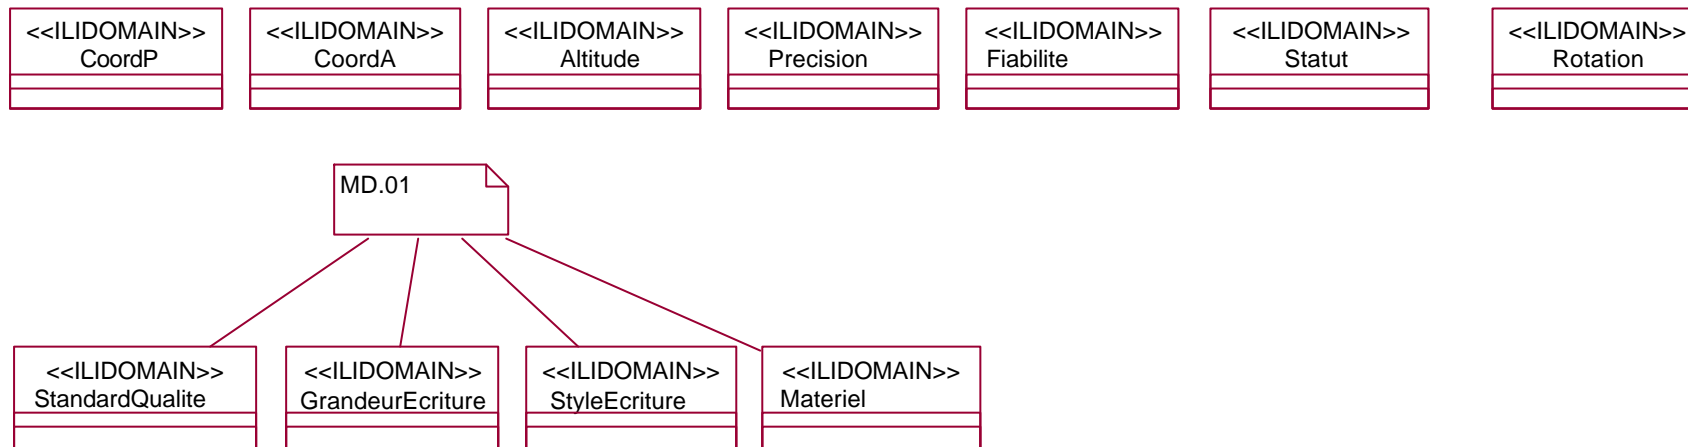 <<ILIDOMAIN>>
CoordP
<<ILIDOMAIN>>
CoordA
<<ILIDOMAIN>>
Altitude
<<ILIDOMAIN>>
Precision
<<ILIDOMAIN>>
Fiabilite
<<ILIDOMAIN>>
Statut
<<ILIDOMAIN>>
Rotation
MD.01
<<ILIDOMAIN>>
StandardQualite
<<ILIDOMAIN>>
GrandeurEcriture
<<ILIDOMAIN>>
StyleEcriture
<<ILIDOMAIN>>
Materiel